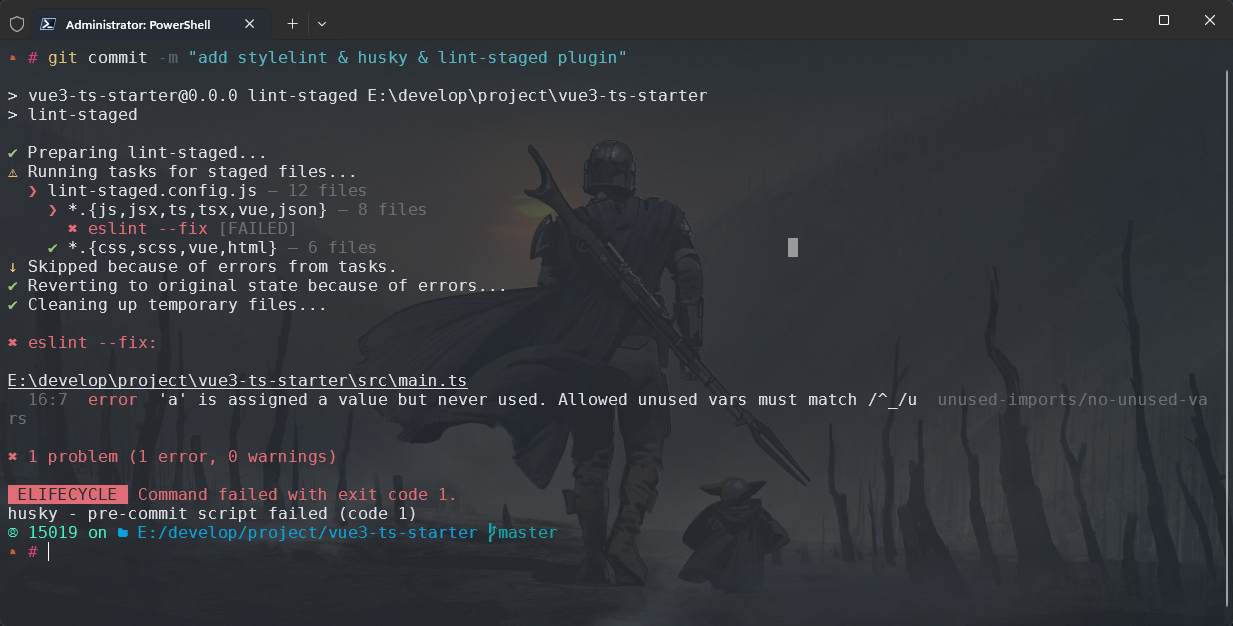 Administrator: PowerShell
# git commit -m "add stylelint & husky & lint-staged plugin"
> vue3-ts-starter@0.0.0 lint-staged E:\develop\project\vue3-ts-starter
> lint-staged
✔ Preparing lint-staged...
⚠ Running tasks for staged files...
❯ lint-staged.config.js — 12 files
❯ *.{js,jsx,ts,tsx,vue,json} — 8 files
✖ eslint --fix [FAILED]
✔ *.{css,scss,vue,html} — 6 files
↓ Skipped because of errors from tasks.
✔ Reverting to original state because of errors...
✔ Cleaning up temporary files...
✖ eslint --fix:
E:\develop\project\vue3-ts-starter\src\main.ts
16:7  error  'a' is assigned a value but never used. Allowed unused vars must match /^_/u  unused-imports/no-unused-va
rs
✖ 1 problem (1 error, 0 warnings)
ELIFECYCLE  Command failed with exit code 1.
husky - pre-commit script failed (code 1)
15019 on E:/develop/project/vue3-ts-starter master
#